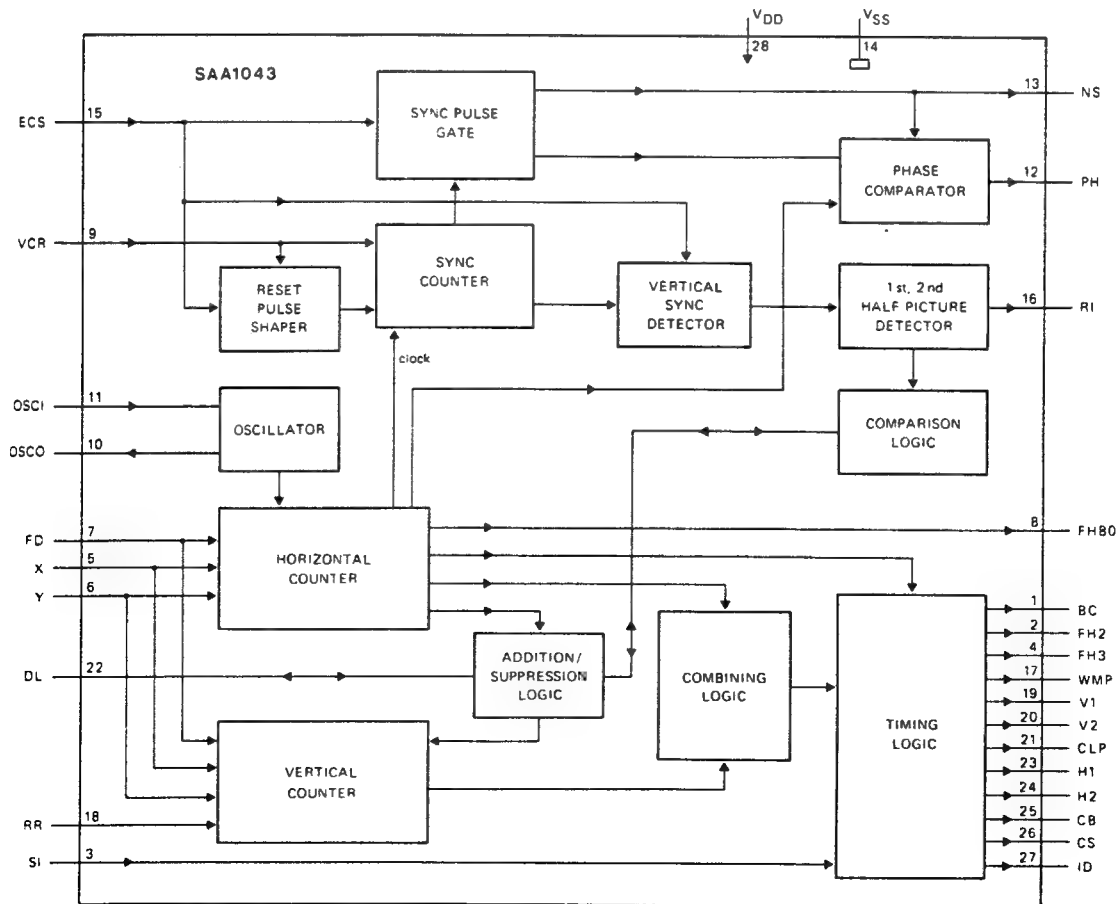 VDD
VSS
28
14
SAA1043
ECS
15
SYNC PULSE
GATE
13
NS
PHASE
COMPARATOR
12
PH
VCR
9
SYNC
COUNTER
RESET
PULSE
SHAPER
VERTICAL
SYNC
DETECTOR
1st, 2nd
HALF PICTURE
DETECTOR
16
RI
clock
OSCI
11
OSCILLATOR
OSCO
10
COMPARISON
LOGIC
FD
7
X
5
Y
6
HORIZONTAL
COUNTER
8
FH80
DL
22
ADDITION/
SUPPRESSION
LOGIC
COMBINING
LOGIC
TIMING
LOGIC
VERTICAL
COUNTER
RR
18
SI
3
1
BC
2
FH2
4
FH3
17
WMP
19
V1
20
V2
21
CLP
23
H1
24
H2
25
CB
26
CS
27
ID